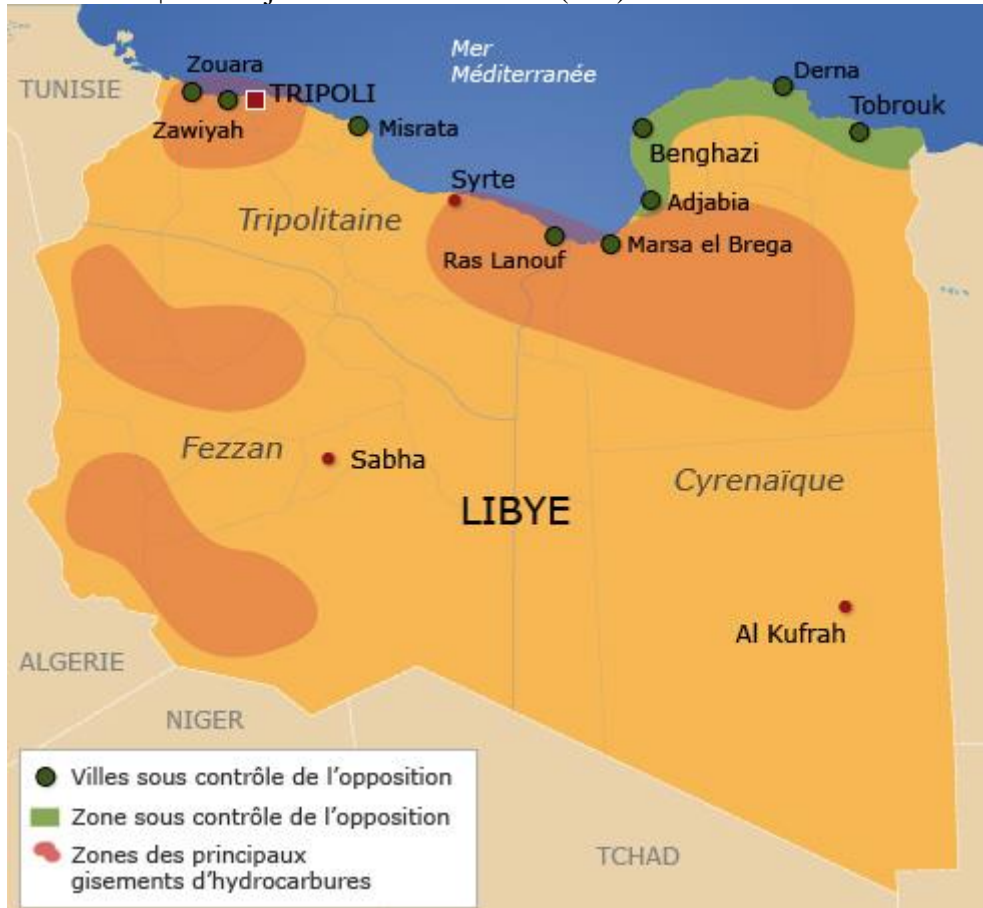 Mer
Méditerranée
TUNISIE
Zouara
TRIPOLI
Zawiyah
Misrata
Derna
Tobrouk
Benghazi
Syrte
Adjabia
Tripolitaine
Ras Lanouf
Marsa el Brega
Fezzan
Sabha
Cyrenaïque
LIBYE
Al Kufrah
ALGERIE
NIGER
TCHAD
Villes sous contrôle de l'opposition
Zone sous contrôle de l'opposition
Zones des principaux
gisements d'hydrocarbures